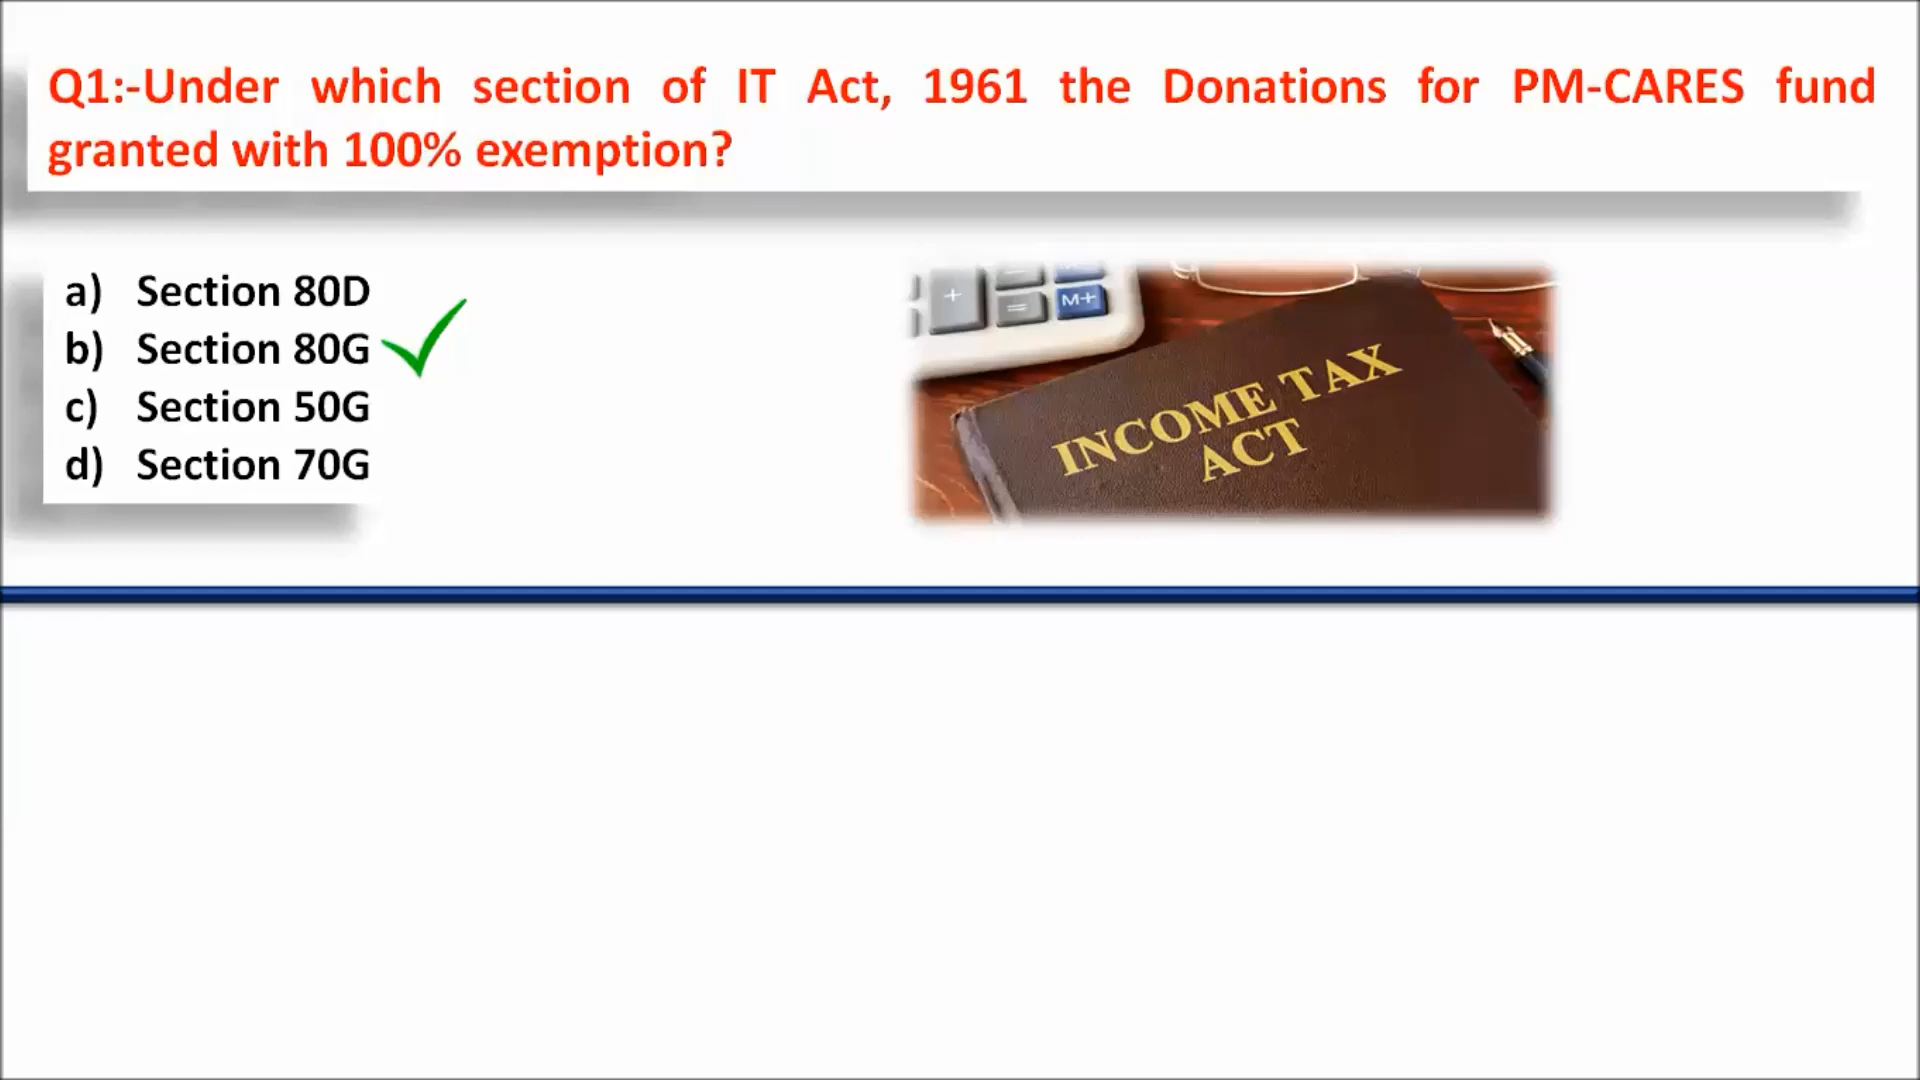 Q1:-Under which section of IT Act, 1961 the Donations for PM-CARES fund
granted with 100% exemption?
a) Section 80D
b) Section 80G
c) Section 50G
d) Section 70G
+
=
M+
INCOME TAX
ACT